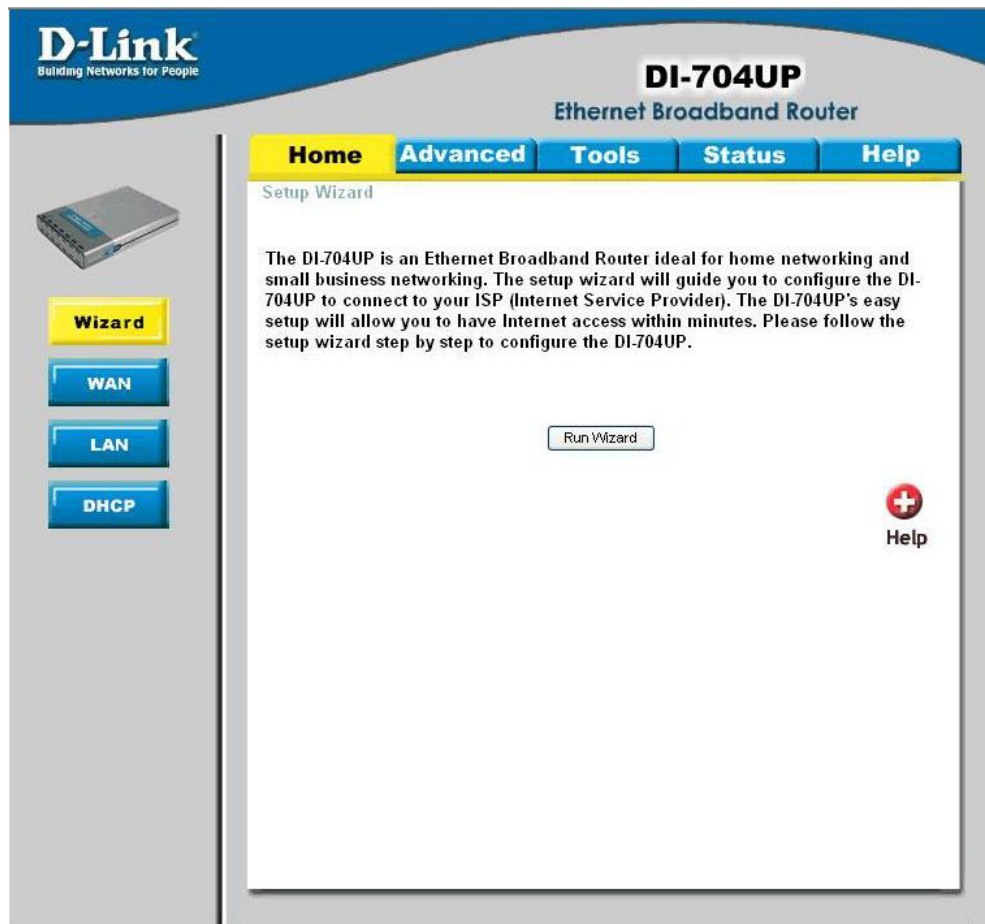 D-Link
Building Networks for People
DI-704UP
Ethernet Broadband Router
Home
Advanced
Tools
Status
Help
Setup Wizard
Wizard
WAN
LAN
DHCP
The DI-704UP is an Ethernet Broadband Router ideal for home networking and
small business networking. The setup wizard will guide you to configure the DI-
704UP to connect to your ISP (Internet Service Provider). The DI-704UP's easy
setup will allow you to have Internet access within minutes. Please follow the
setup wizard step by step to configure the DI-704UP.
Run Wizard
Help